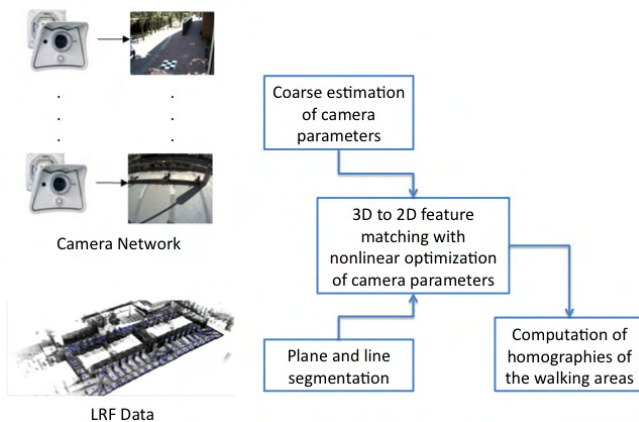 Camera Network
LRF Data
Coarse estimation
of camera
parameters
3D to 2D feature
matching with
nonlinear optimization
of camera parameters
Plane and line
segmentation
Computation of
homographies of
the walking areas